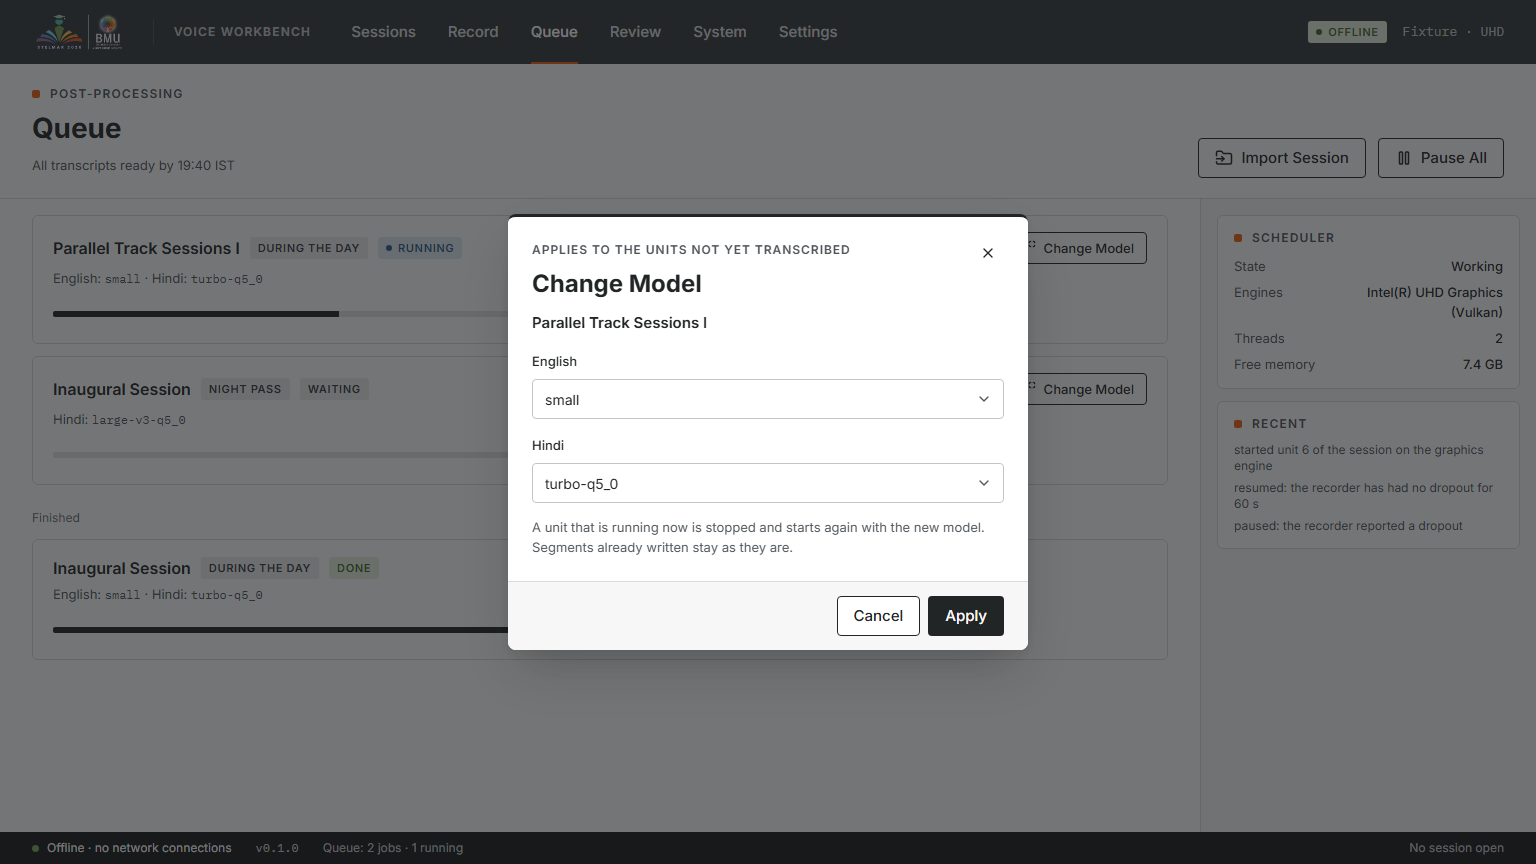 BMU
VOICE WORKBENCH
Sessions
Record
Queue
Review
System
Settings
OFFLINE
Fixture · UHD
POST-PROCESSING
Queue
All transcripts ready by 19:40 IST
Import Session
Pause All
Parallel Track Sessions I
DURING THE DAY
RUNNING
English: small · Hindi: turbo-q5_0
Change Model
Inaugural Session
NIGHT PASS
WAITING
Hindi: large-v3-q5_0
Change Model
Finished
Inaugural Session
DURING THE DAY
DONE
English: small · Hindi: turbo-q5_0
APPLIES TO THE UNITS NOT YET TRANSCRIBED
Change Model
Parallel Track Sessions I
English
small
Hindi
turbo-q5_0
A unit that is running now is stopped and starts again with the new model.
Segments already written stay as they are.
Cancel
Apply
SCHEDULER
State Working
Engines Intel(R) UHD Graphics
(Vulkan)
Threads 2
Free memory 7.4 GB
RECENT
started unit 6 of the session on the graphics
engine
resumed: the recorder has had no dropout for
60 s
paused: the recorder reported a dropout
Offline · no network connections
v0.1.0
Queue: 2 jobs · 1 running
No session open